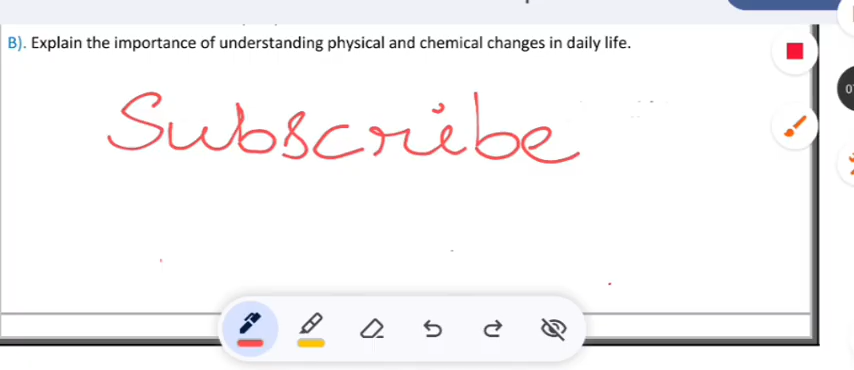 B). Explain the importance of understanding physical and chemical changes in daily life.
Subscribe